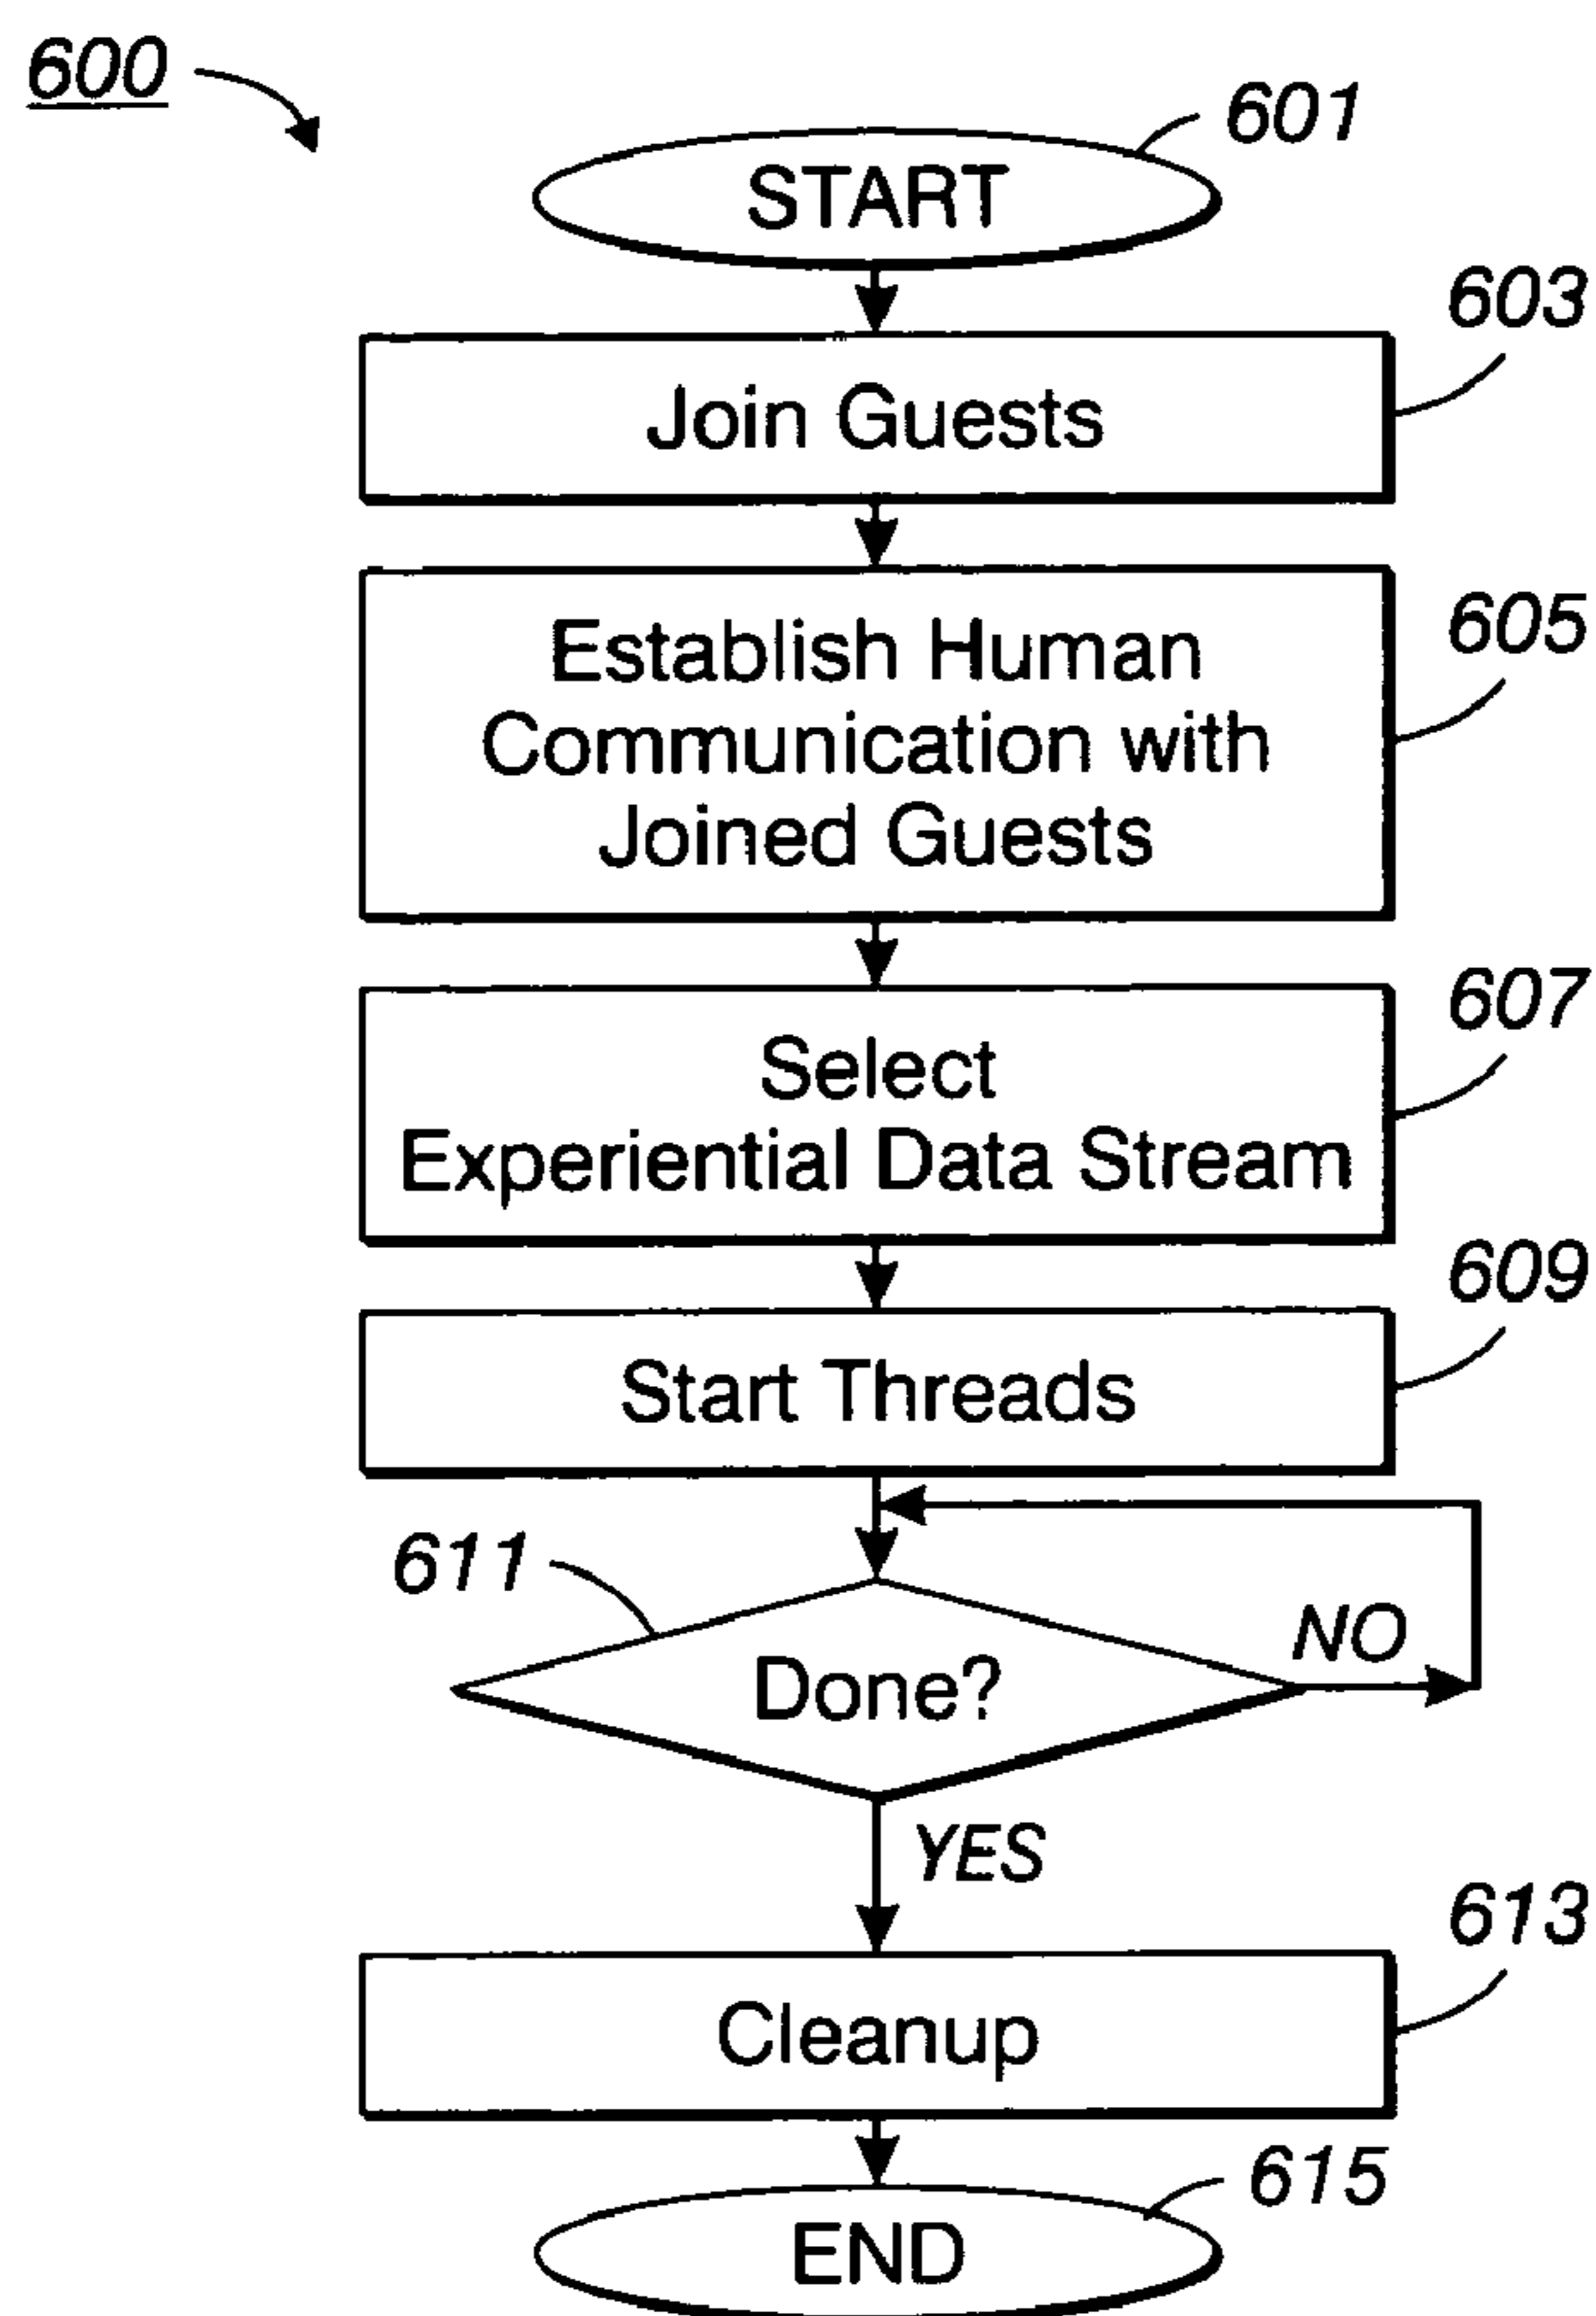 600
601
START
603
Join Guests
605
Establish Human
Communication with
Joined Guests
607
Select
Experiential Data Stream
609
Start Threads
611
Done?
NO
YES
613
Cleanup
615
END